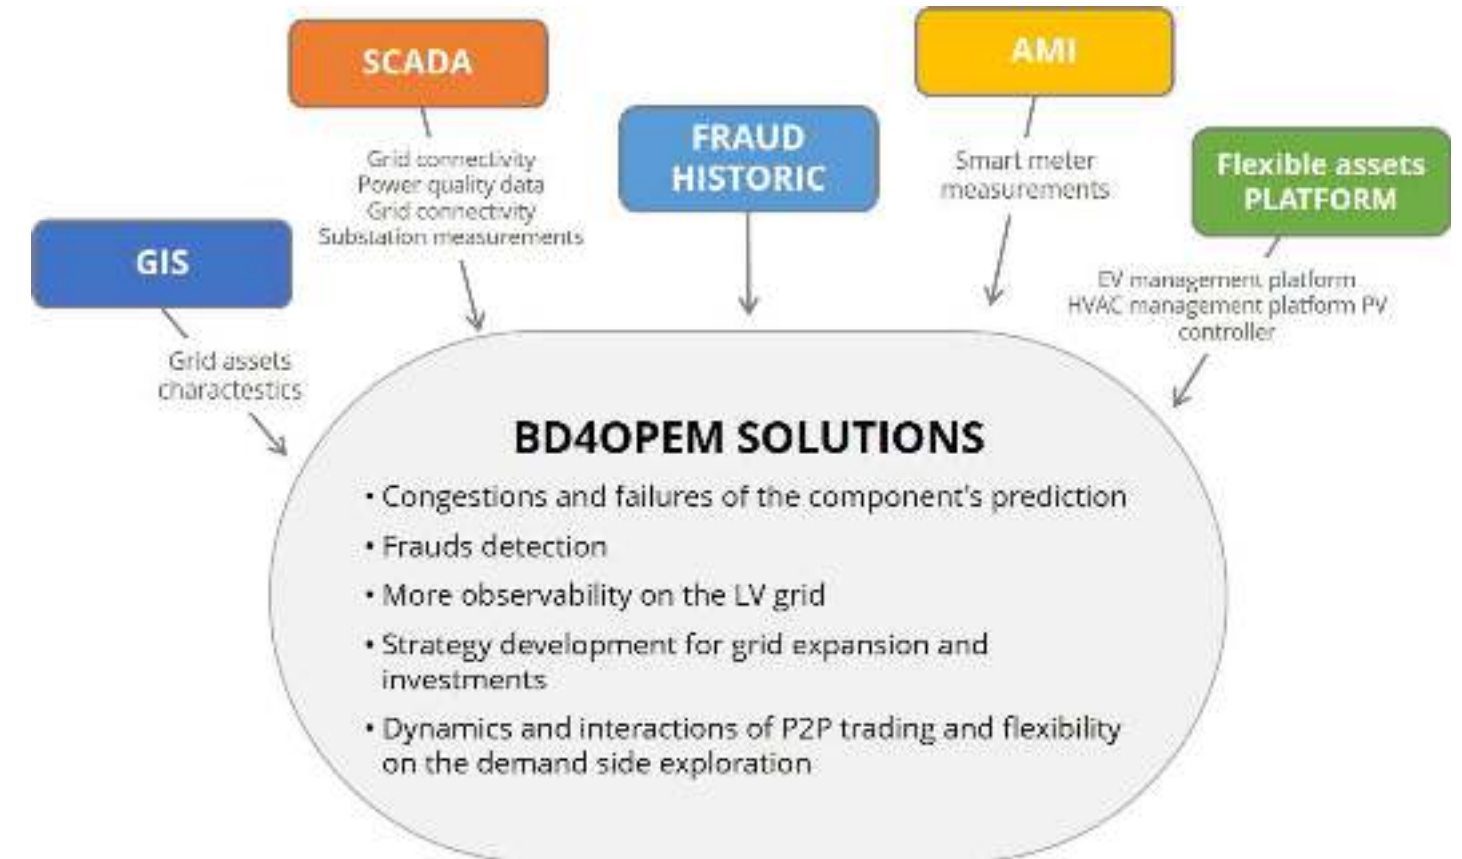 SCADA
AMI
FRAUD
HISTORIC
Grid connectivity
Power quality data
Grid connectivity
Substation measurements
Smart meter
measurements
Flexible assets
PLATFORM
GIS
EV management platform
HVAC management platform PV
controller
Grid assets
charactestics
BD4OPEM SOLUTIONS
• Congestions and failures of the component's prediction
• Frauds detection
• More observability on the LV grid
• Strategy development for grid expansion and
investments
• Dynamics and interactions of P2P trading and flexibility
on the demand side exploration